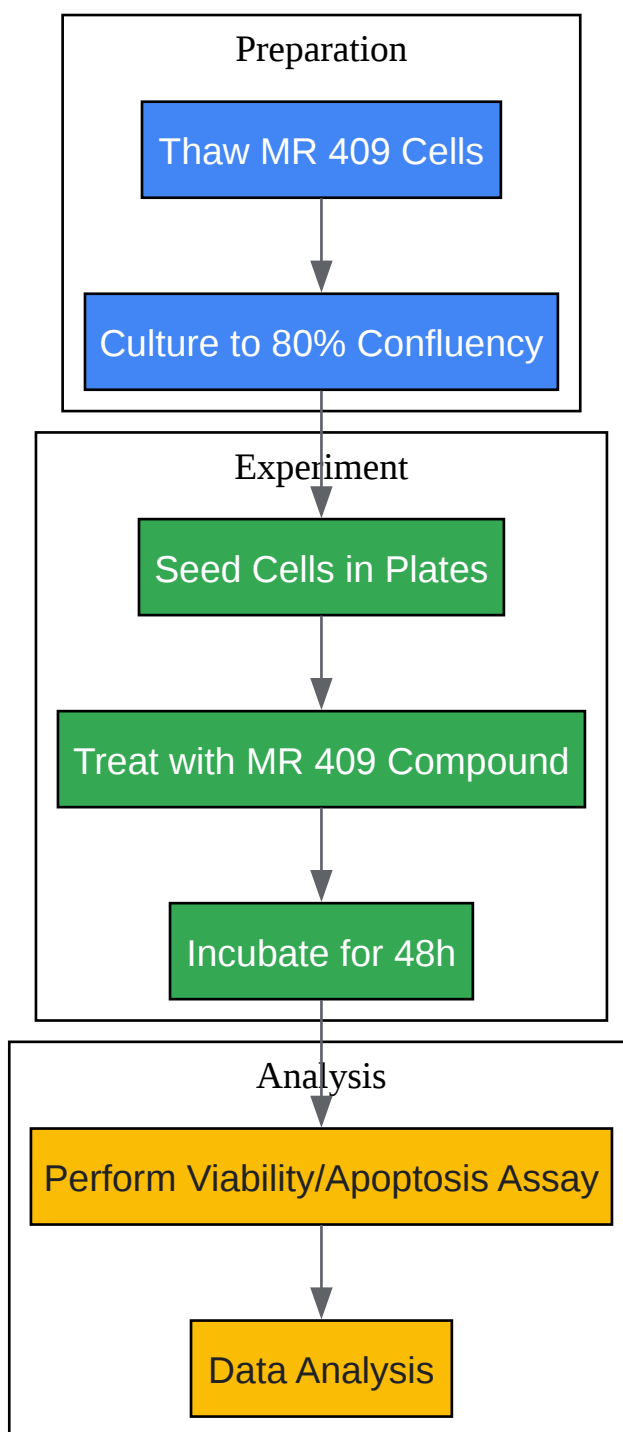 Preparation
Thaw MR 409 Cells
Culture to 80% Confluency
Experiment
Seed Cells in Plates
Treat with MR 409 Compound
Incubate for 48h
Analysis
Perform Viability/Apoptosis Assay
Data Analysis